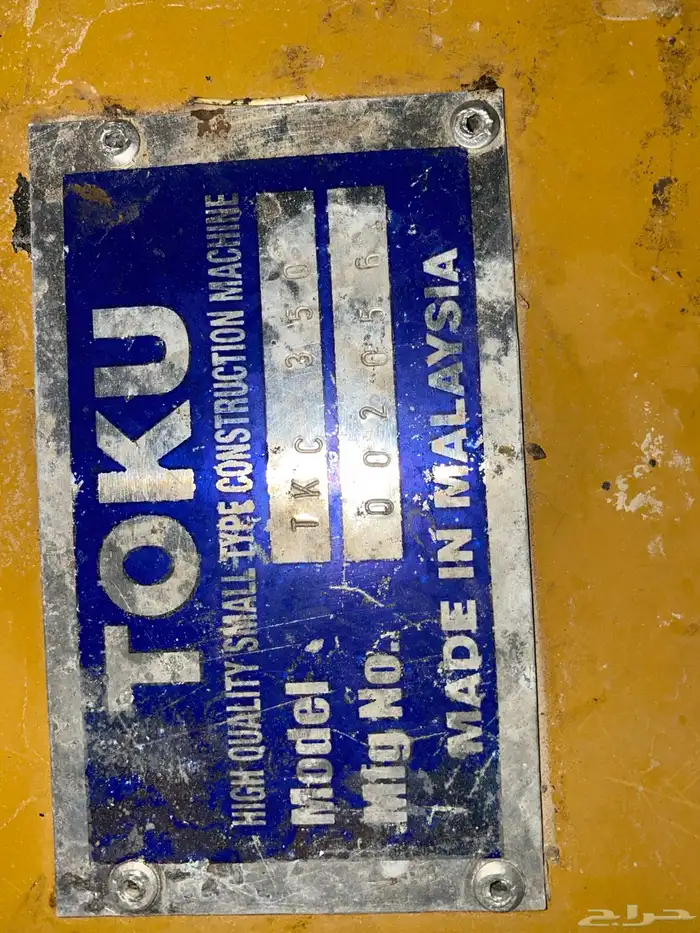 TOKU
HIGH QUALITY SMALL TYPE CONSTRUCTION MACHINE
Model TKC 350
Mfg No. 002056
MADE IN MALAYSIA
حراج